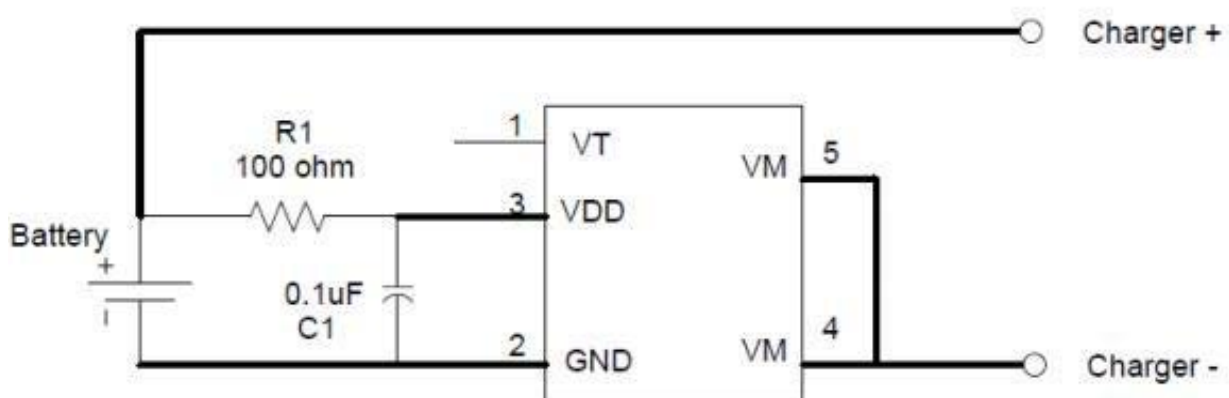 Charger +
R1
100 ohm
1
VT
VM
5
3
VDD
Battery
+
-
0.1uF
C1
2
GND
VM
4
Charger -